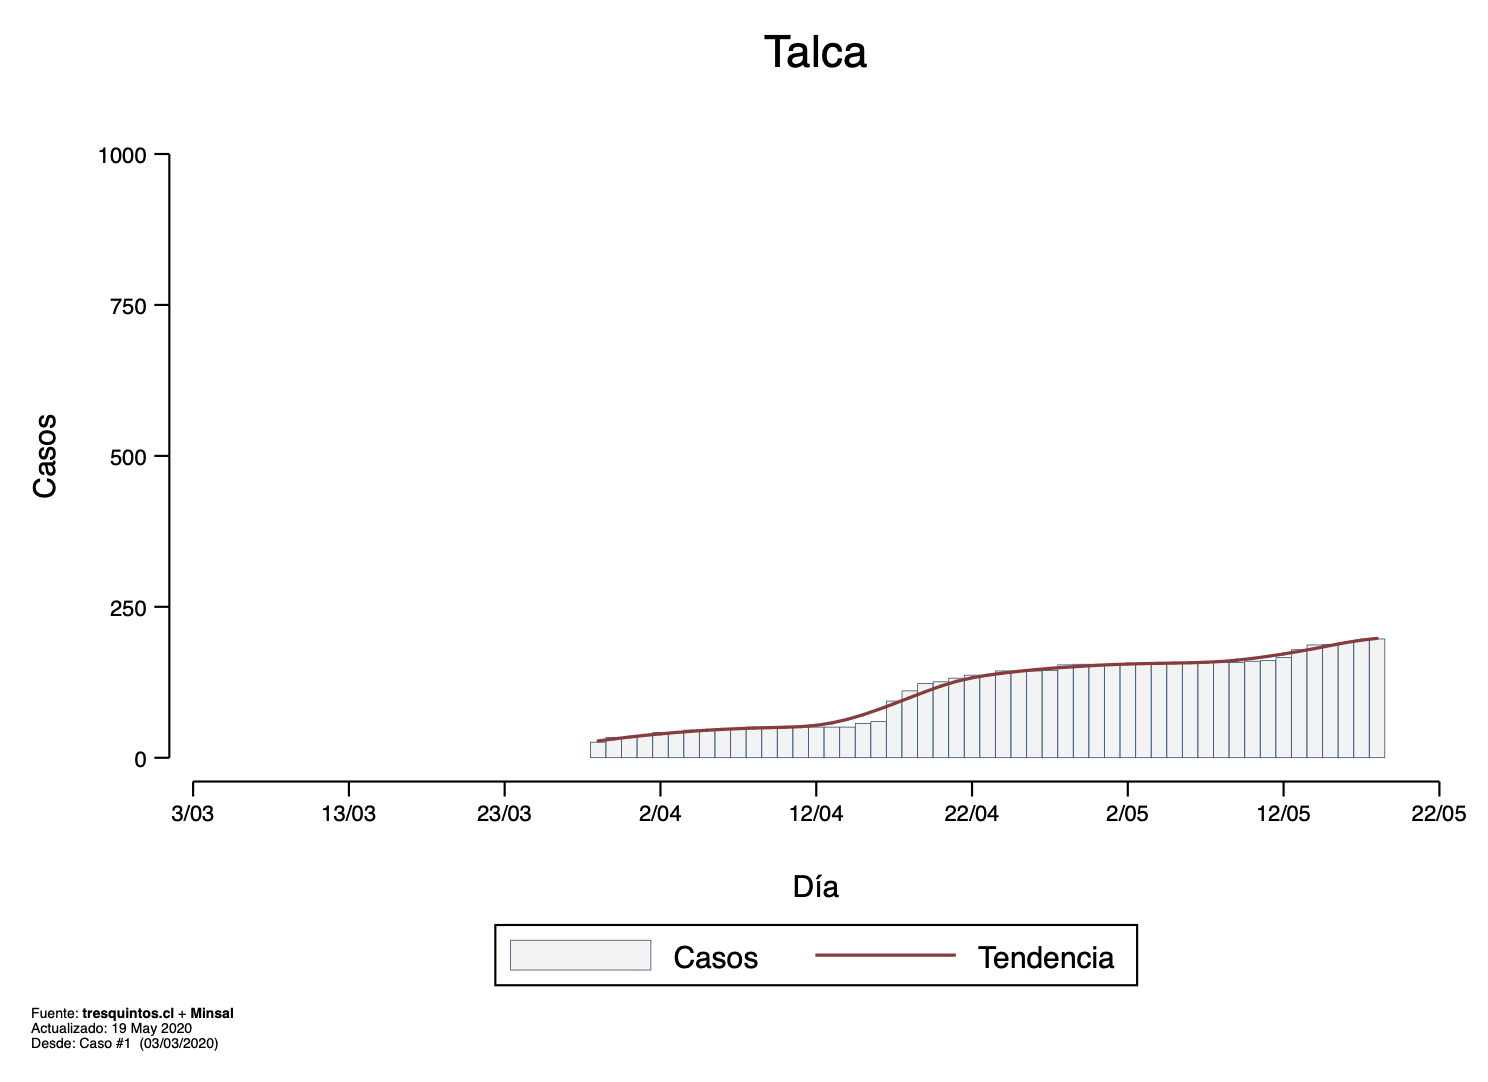 Talca
Casos
1000
750
500
250
0
3/03 13/03 23/03 2/04 12/04 22/04 2/05 12/05 22/05
Día
Casos Tendencia
Fuente: tresquintos.cl + Minsal
Actualizado: 19 May 2020
Desde: Caso #1 (03/03/2020)